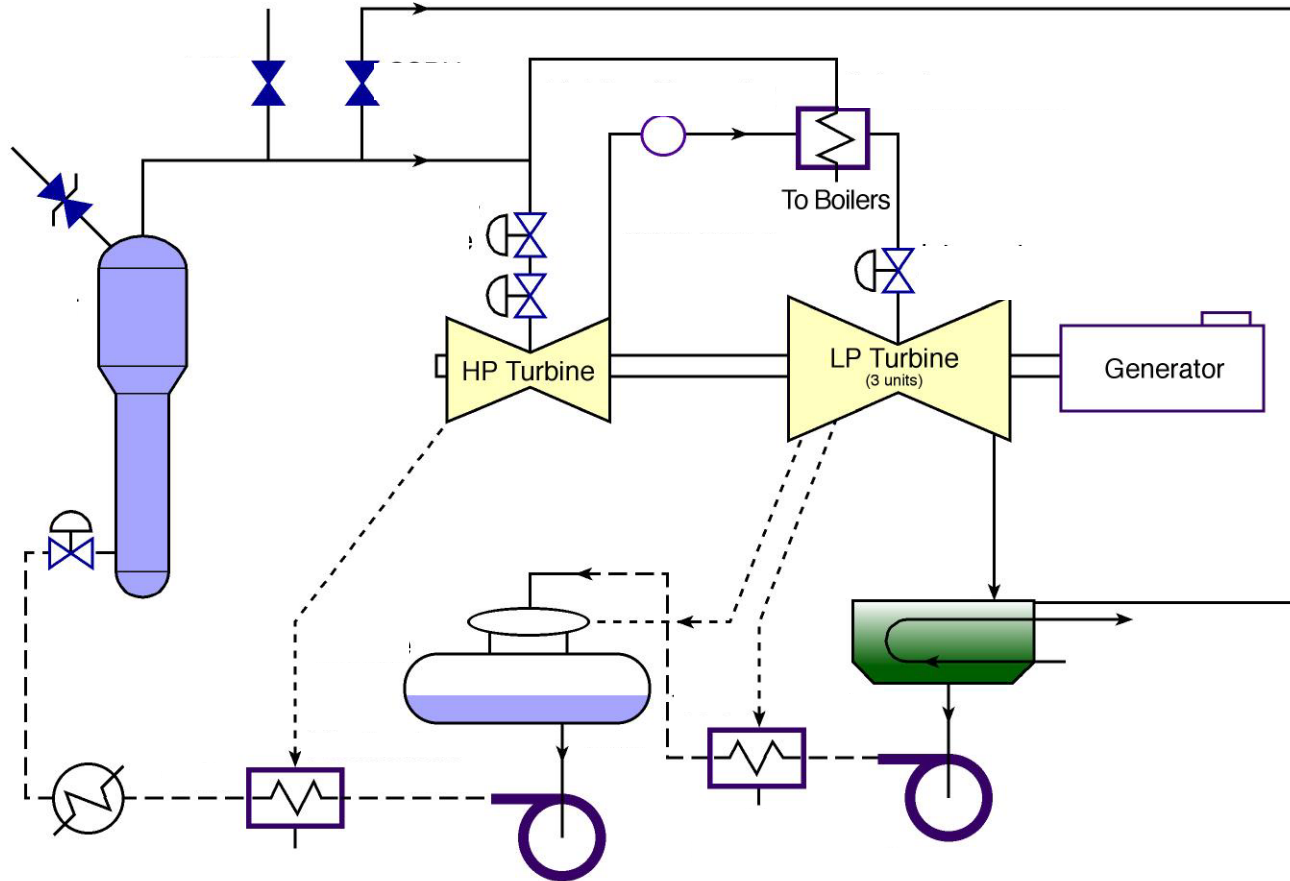 To Boilers
HP Turbine
LP Turbine
(3 units)
Generator